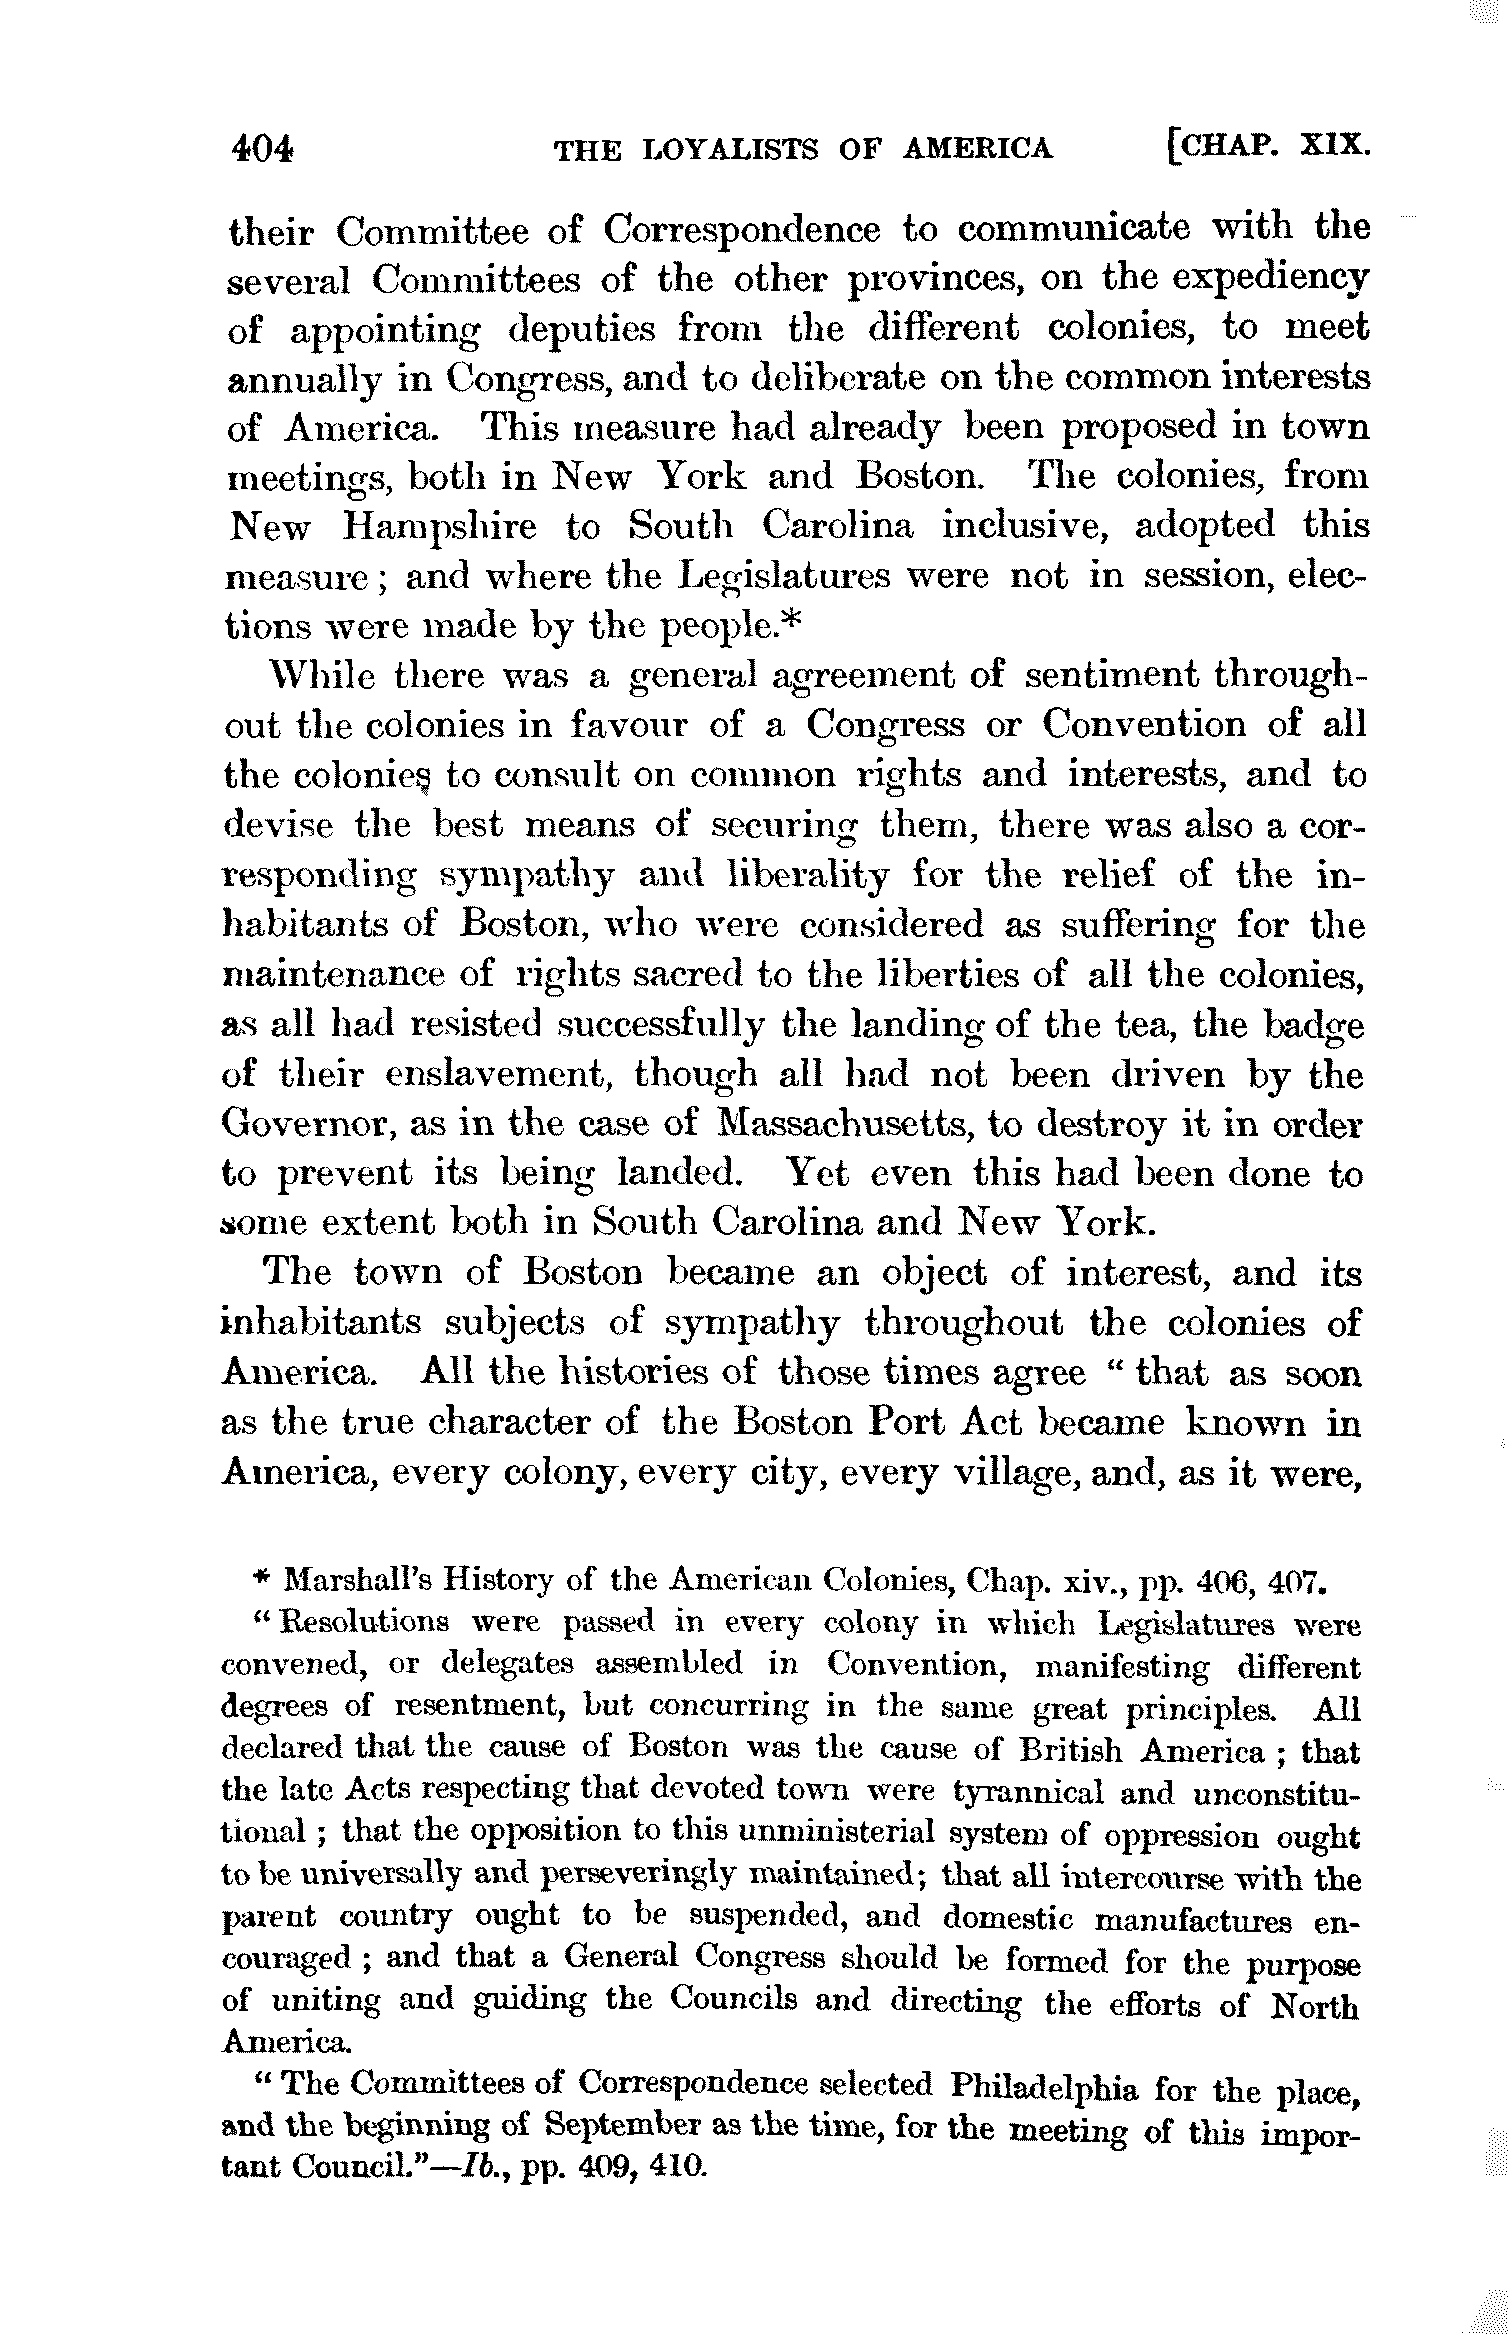 404 THE LOYALISTS OF AMERICA [CHAP. XIX.
their Committee of Correspondence to communicate with the
several Committees of the other provinces, on the expediency
of appointing deputies from the different colonies, to meet
annually in Congress, and to deliberate on the common interests
of America. This measure had already been proposed in town
meetings, both in New York and Boston. The colonies, from
New Hampshire to South Carolina inclusive, adopted this
measure; and where the Legislatures were not in session, elec-
tions were made by the people.*
While there was a general agreement of sentiment through-
out the colonies in favour of a Congress or Convention of all
the colonies to consult on common rights and interests, and to
devise the best means of securing them, there was also a cor-
responding sympathy and liberality for the relief of the in-
habitants of Boston, who were considered as suffering for the
maintenance of rights sacred to the liberties of all the colonies,
as all had resisted successfully the landing of the tea, the badge
of their enslavement, though all had not been driven by the
Governor, as in the case of Massachusetts, to destroy it in order
to prevent its being landed. Yet even this had been done to
some extent both in South Carolina and New York.
The town of Boston became an object of interest, and its
inhabitants subjects of sympathy throughout the colonies of
America. All the histories of those times agree "that as soon
as the true character of the Boston Port Act became known in
America, every colony, every city, every village, and, as it were,
* Marshall's History of the American Colonies, Chap. xiv., pp. 406, 407.
"Resolutions were passed in every colony in which Legislatures were
convened, or delegates assembled in Convention, manifesting different
degrees of resentment, but concurring in the same great principles. All
declared that the cause of Boston was the cause of British America; that
the late Acts respecting that devoted town were tyrannical and unconstitu-
tional; that the opposition to this unministerial system of oppression ought
to be universally and perseveringly maintained; that all intercourse with the
parent country ought to be suspended, and domestic manufactures en-
couraged; and that a General Congress should be formed for the purpose
of uniting and guiding the Councils and directing the efforts of North
America.
"The Committees of Correspondence selected Philadelphia for the place,
and the beginning of September as the time, for the meeting of this impor-
tant Council."—Ib., pp. 409, 410.